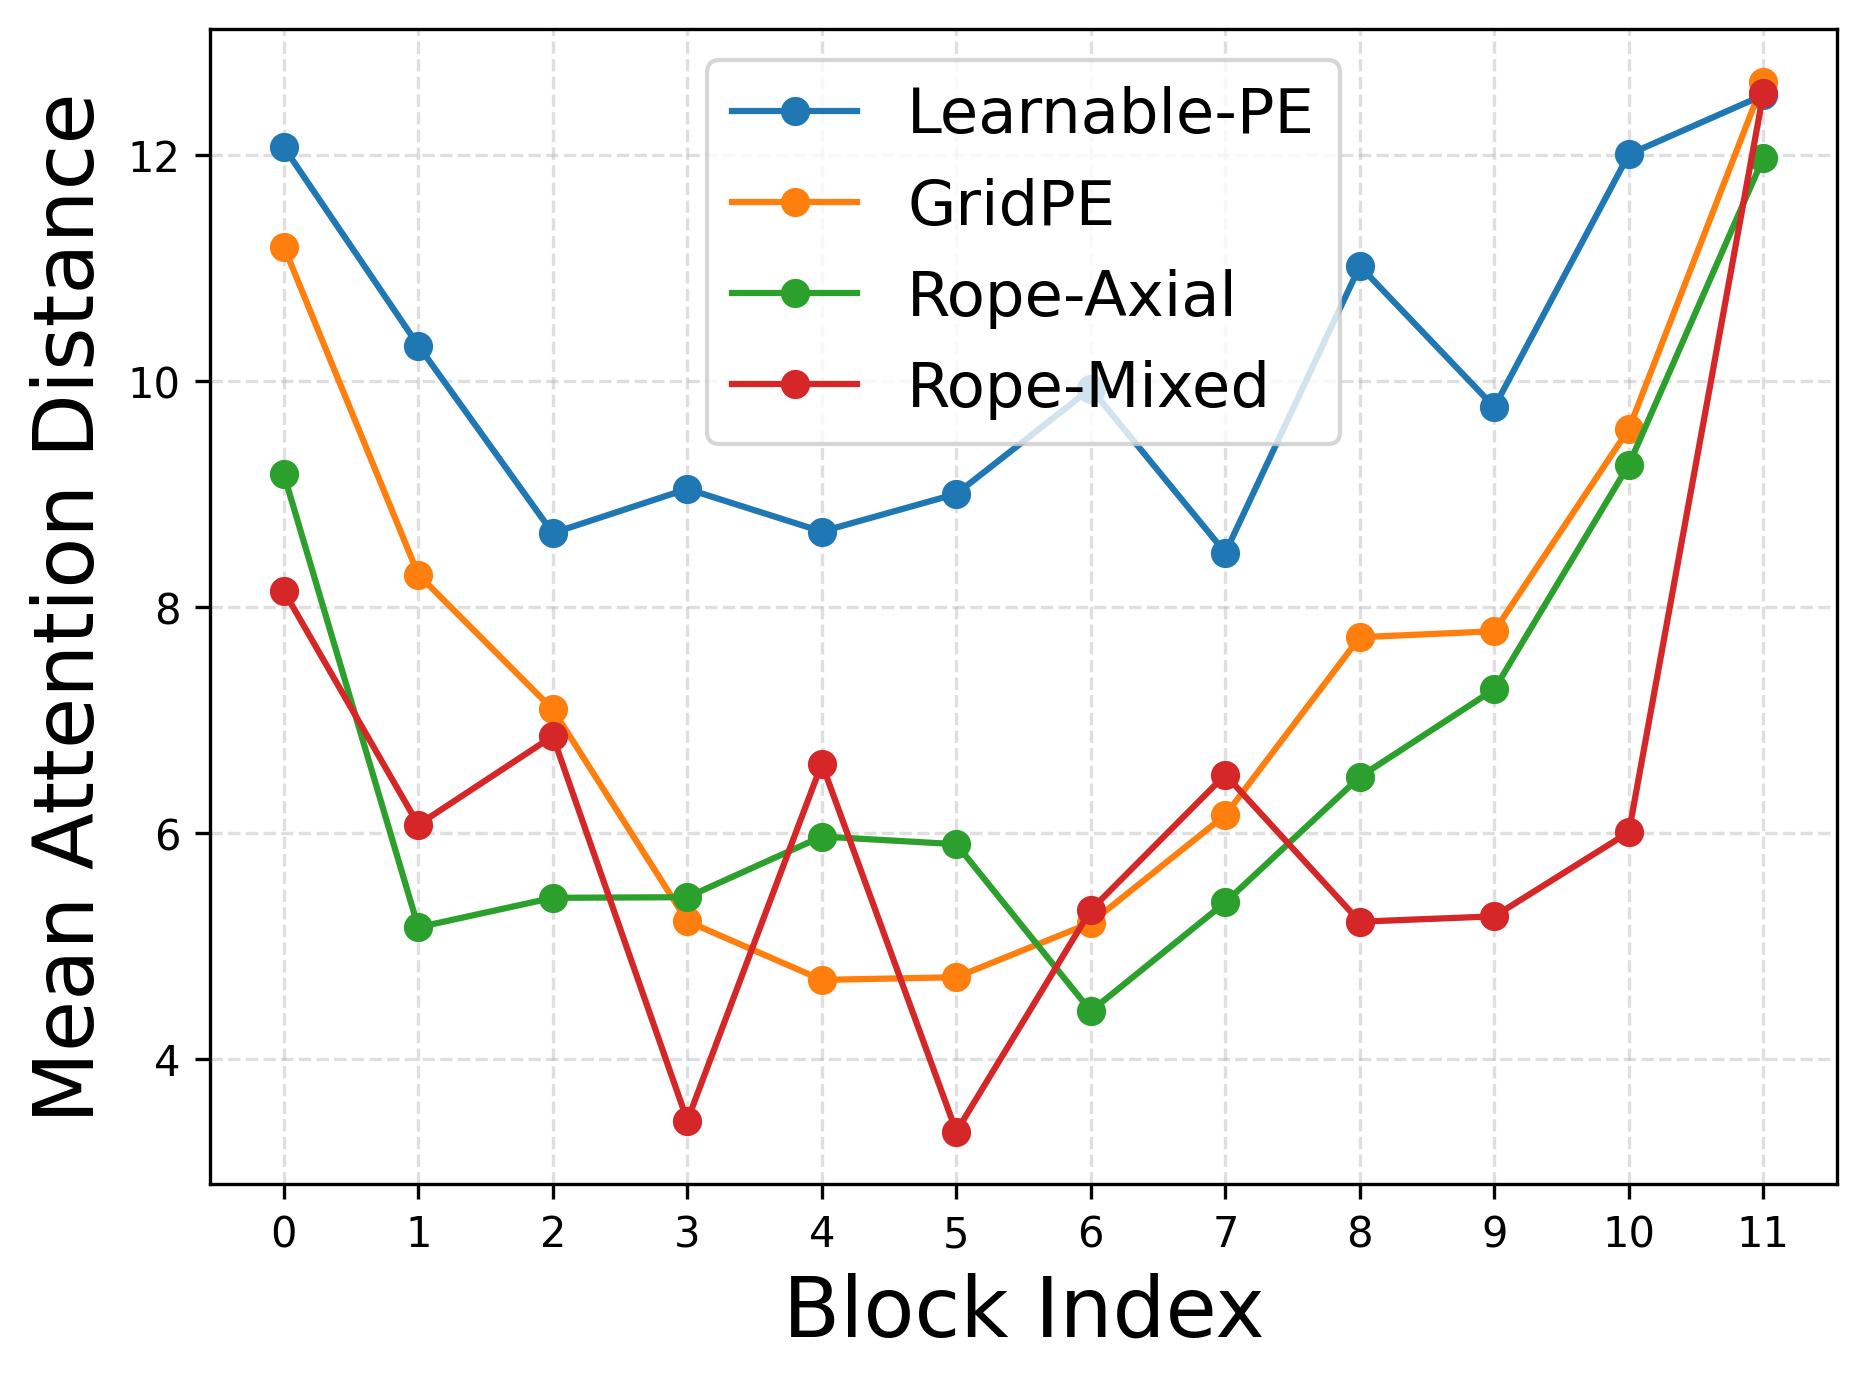 Mean Attention Distance
12
10
8
6
4
Learnable-PE
GridPE
Rope-Axial
Rope-Mixed
0 1 2 3 4 5 6 7 8 9 10 11
Block Index